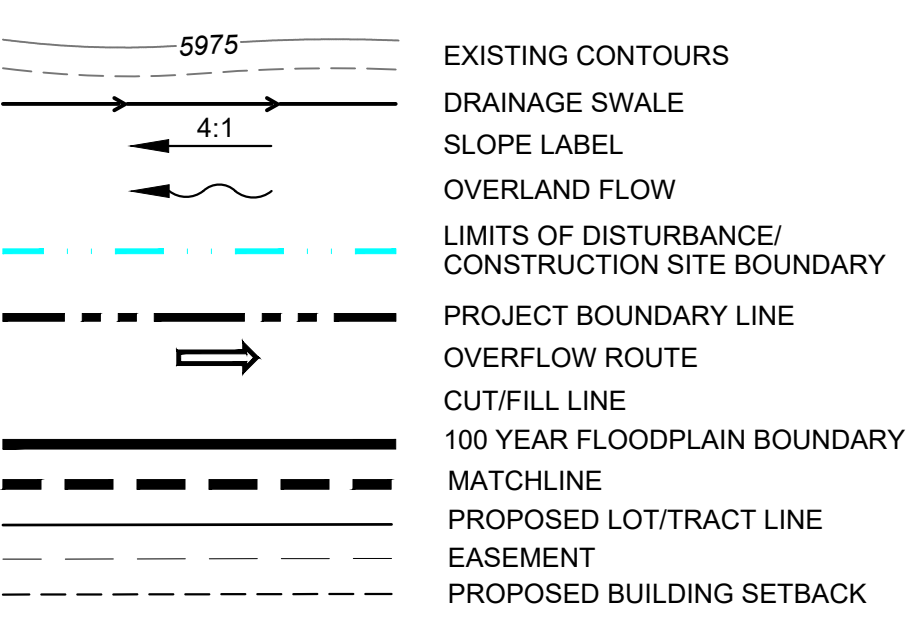 5975
EXISTING CONTOURS
DRAINAGE SWALE
4:1
SLOPE LABEL
OVERLAND FLOW
LIMITS OF DISTURBANCE/
CONSTRUCTION SITE BOUNDARY
PROJECT BOUNDARY LINE
OVERFLOW ROUTE
CUT/FILL LINE
100 YEAR FLOODPLAIN BOUNDARY
MATCHLINE
PROPOSED LOT/TRACT LINE
EASEMENT
PROPOSED BUILDING SETBACK